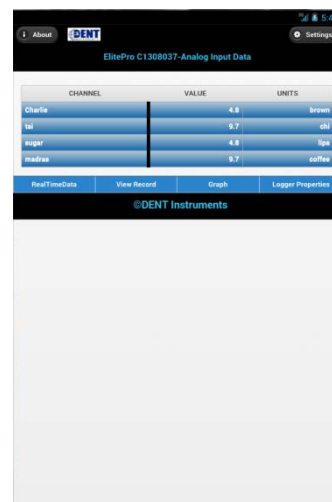 5:4
i About DENT Settings
ElitePro C1308037-Analog Input Data
CHANNEL VALUE UNITS
Charlie 4.8 brown
tai 9.7 chi
sugar 4.8 lips
madras 9.7 coffee
RealTimeData View Record Graph Logger Properties
©DENT Instruments